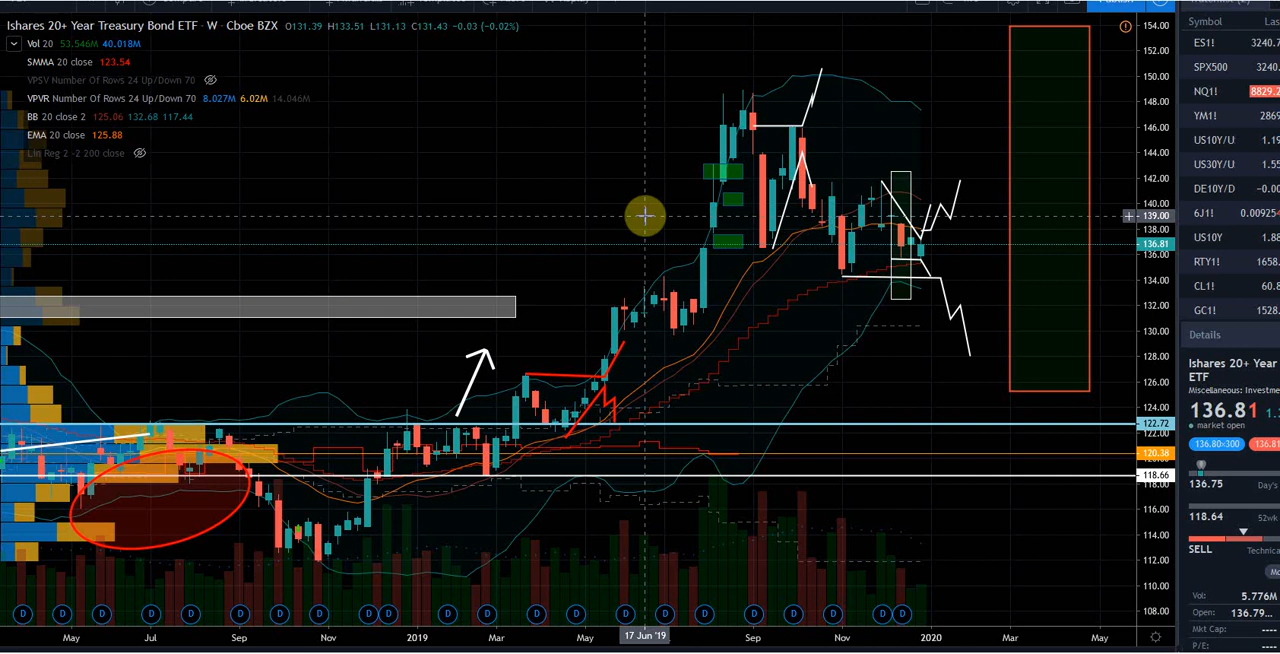 Ishares 20+ Year Treasury Bond ETF · W · Cboe BZX O131.39 H133.51 L131.13 C131.43 -0.03 (-0.02%)
Vol 20 53.546M 40.018M
SMMA 20 close 123.54
VPSV Number Of Rows 24 Up/Down 70
VPVR Number Of Rows 24 Up/Down 70 8.027M 6.02M 14.046M
BB 20 close 2 125.06 132.68 117.44
EMA 20 close 125.88
Lin Reg 2 -2 200 close
154.00
152.00
150.00
148.00
146.00
144.00
142.00
140.00
139.00
138.00
136.81
136.00
134.00
132.00
130.00
128.00
126.00
124.00
122.72
122.00
120.38
118.66
118.00
116.00
114.00
112.00
110.00
108.00
D D D D D D D D D D D D D D D D D D D D D
May Jul Sep Nov 2019 Mar May 17 Jun '19 Sep Nov 2020 Mar May
Symbol Las
ES1! 3240.7
SPX500 3240.
NQ1! 8829.2
YM1! 2869
US10Y/U 1.19
US30Y/U 1.55
DE10Y/D -0.00
6J1! 0.00925
US10Y 1.88
RTY1! 1658.
CL1! 60.8
GC1! 1528.
Details
Ishares 20+ Year
ETF
Miscellaneous: Investme
136.81 1.2
market open
136.80×300 136.81
136.75 Day's
118.64 52wk
SELL Technica
Mo
Vol: 5.776M
Open: 136.79...
Mkt Cap: ----
P/E: ----